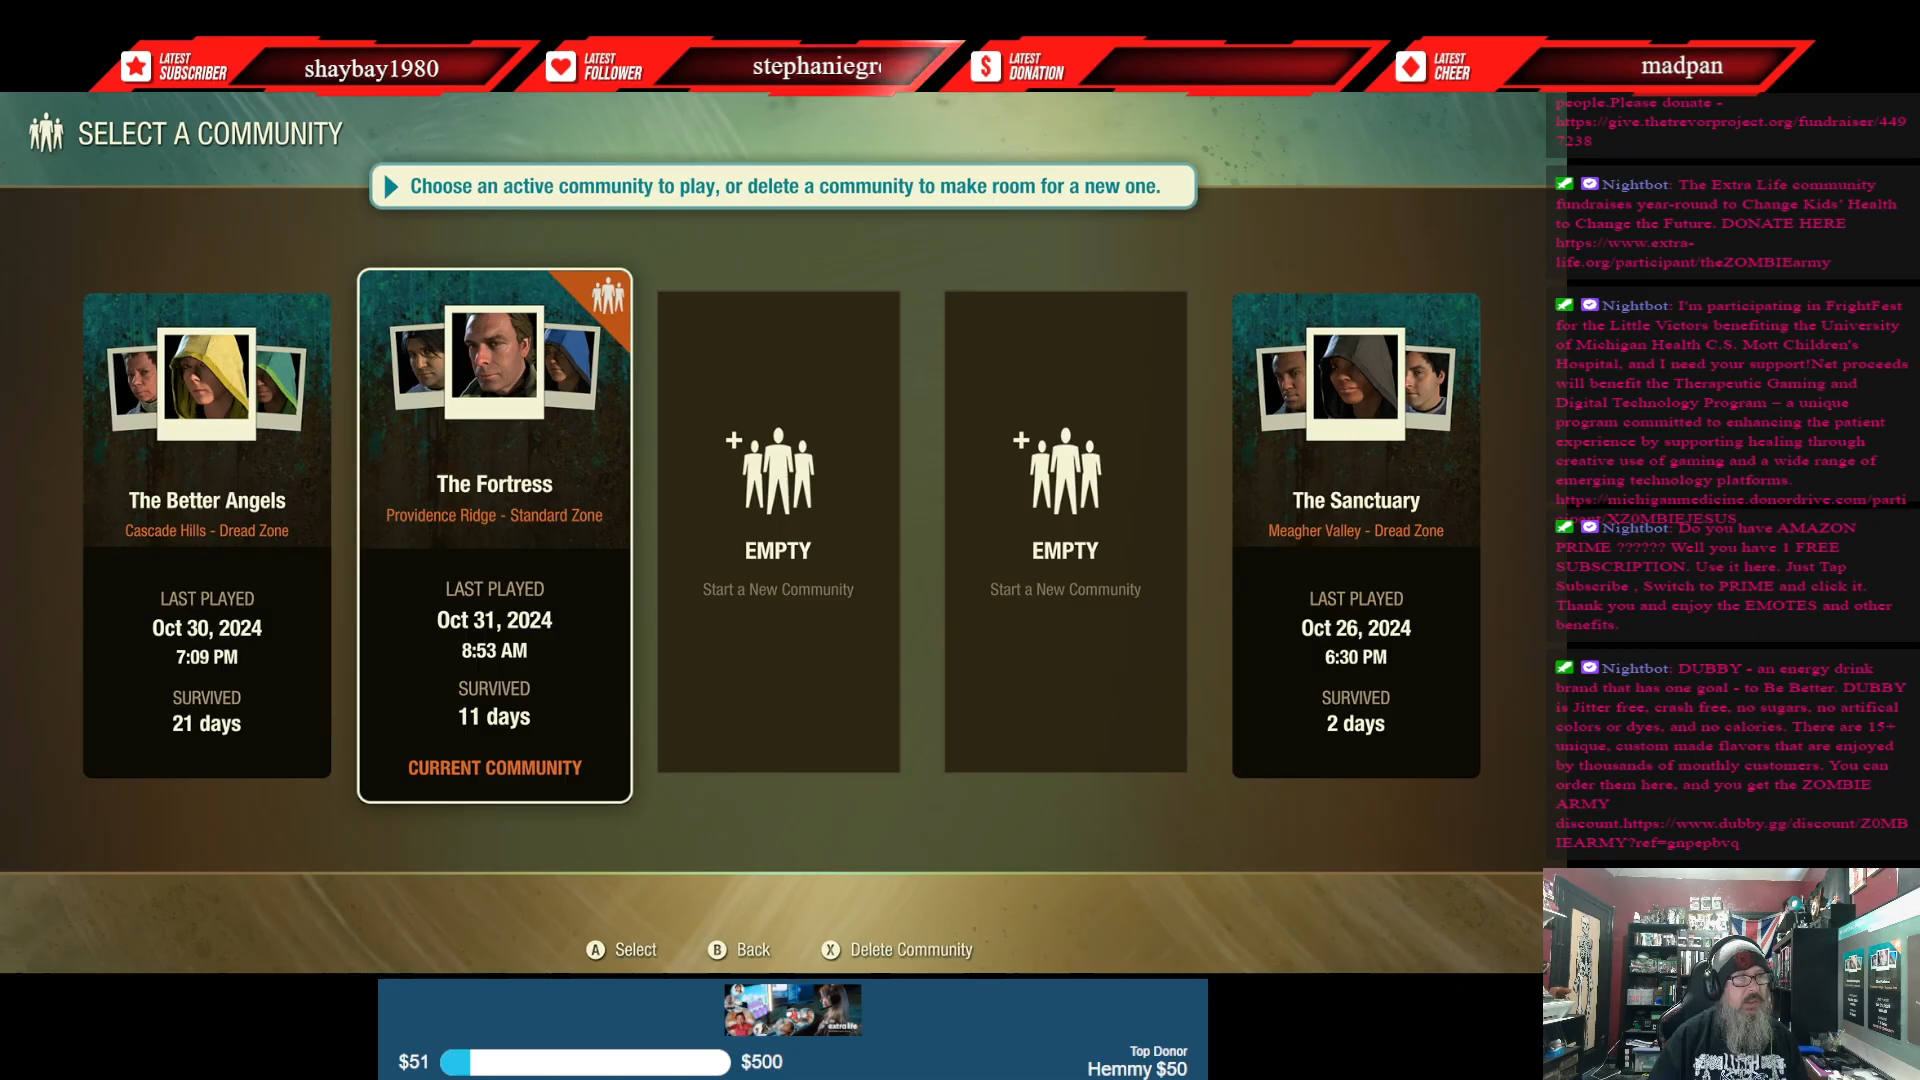 LATEST
SUBSCRIBER
shaybay1980
LATEST
FOLLOWER
stephaniegr
LATEST
DONATION
LATEST
CHEER
madpan
SELECT A COMMUNITY
Choose an active community to play, or delete a community to make room for a new one.
The Better Angels
Cascade Hills - Dread Zone
LAST PLAYED
Oct 30, 2024
7:09 PM
SURVIVED
21 days
The Fortress
Providence Ridge - Standard Zone
LAST PLAYED
Oct 31, 2024
8:53 AM
SURVIVED
11 days
CURRENT COMMUNITY
+
EMPTY
Start a New Community
+
EMPTY
Start a New Community
The Sanctuary
Meagher Valley - Dread Zone
LAST PLAYED
Oct 26, 2024
6:30 PM
SURVIVED
2 days
A Select
B Back
X Delete Community
people.Please donate -
https://give.thetrevorproject.org/fundraiser/449
7238
Nightbot: The Extra Life community
fundraises year-round to Change Kids' Health
to Change the Future. DONATE HERE
https://www.extra-
life.org/participant/theZOMBIEarmy
Nightbot: I'm participating in FrightFest
for the Little Victors benefiting the University
of Michigan Health C.S. Mott Children's
Hospital, and I need your support!Net proceeds
will benefit the Therapeutic Gaming and
Digital Technology Program – a unique
program committed to enhancing the patient
experience by supporting healing through
creative use of gaming and a wide range of
emerging technology platforms.
https://michiganmedicine.donordrive.com/parti
cipant/XZ0MBIEJESUS
Nightbot: Do you have AMAZON
PRIME ?????? Well you have 1 FREE
SUBSCRIPTION. Use it here. Just Tap
Subscribe , Switch to PRIME and click it.
Thank you and enjoy the EMOTES and other
benefits.
Nightbot: DUBBY - an energy drink
brand that has one goal - to Be Better. DUBBY
is Jitter free, crash free, no sugars, no artifical
colors or dyes, and no calories. There are 15+
unique, custom made flavors that are enjoyed
by thousands of monthly customers. You can
order them here, and you get the ZOMBIE
ARMY
discount.https://www.dubby.gg/discount/Z0MB
IEARMY?ref=gnpepbvq
extra life
$51
$500
Top Donor
Hemmy $50